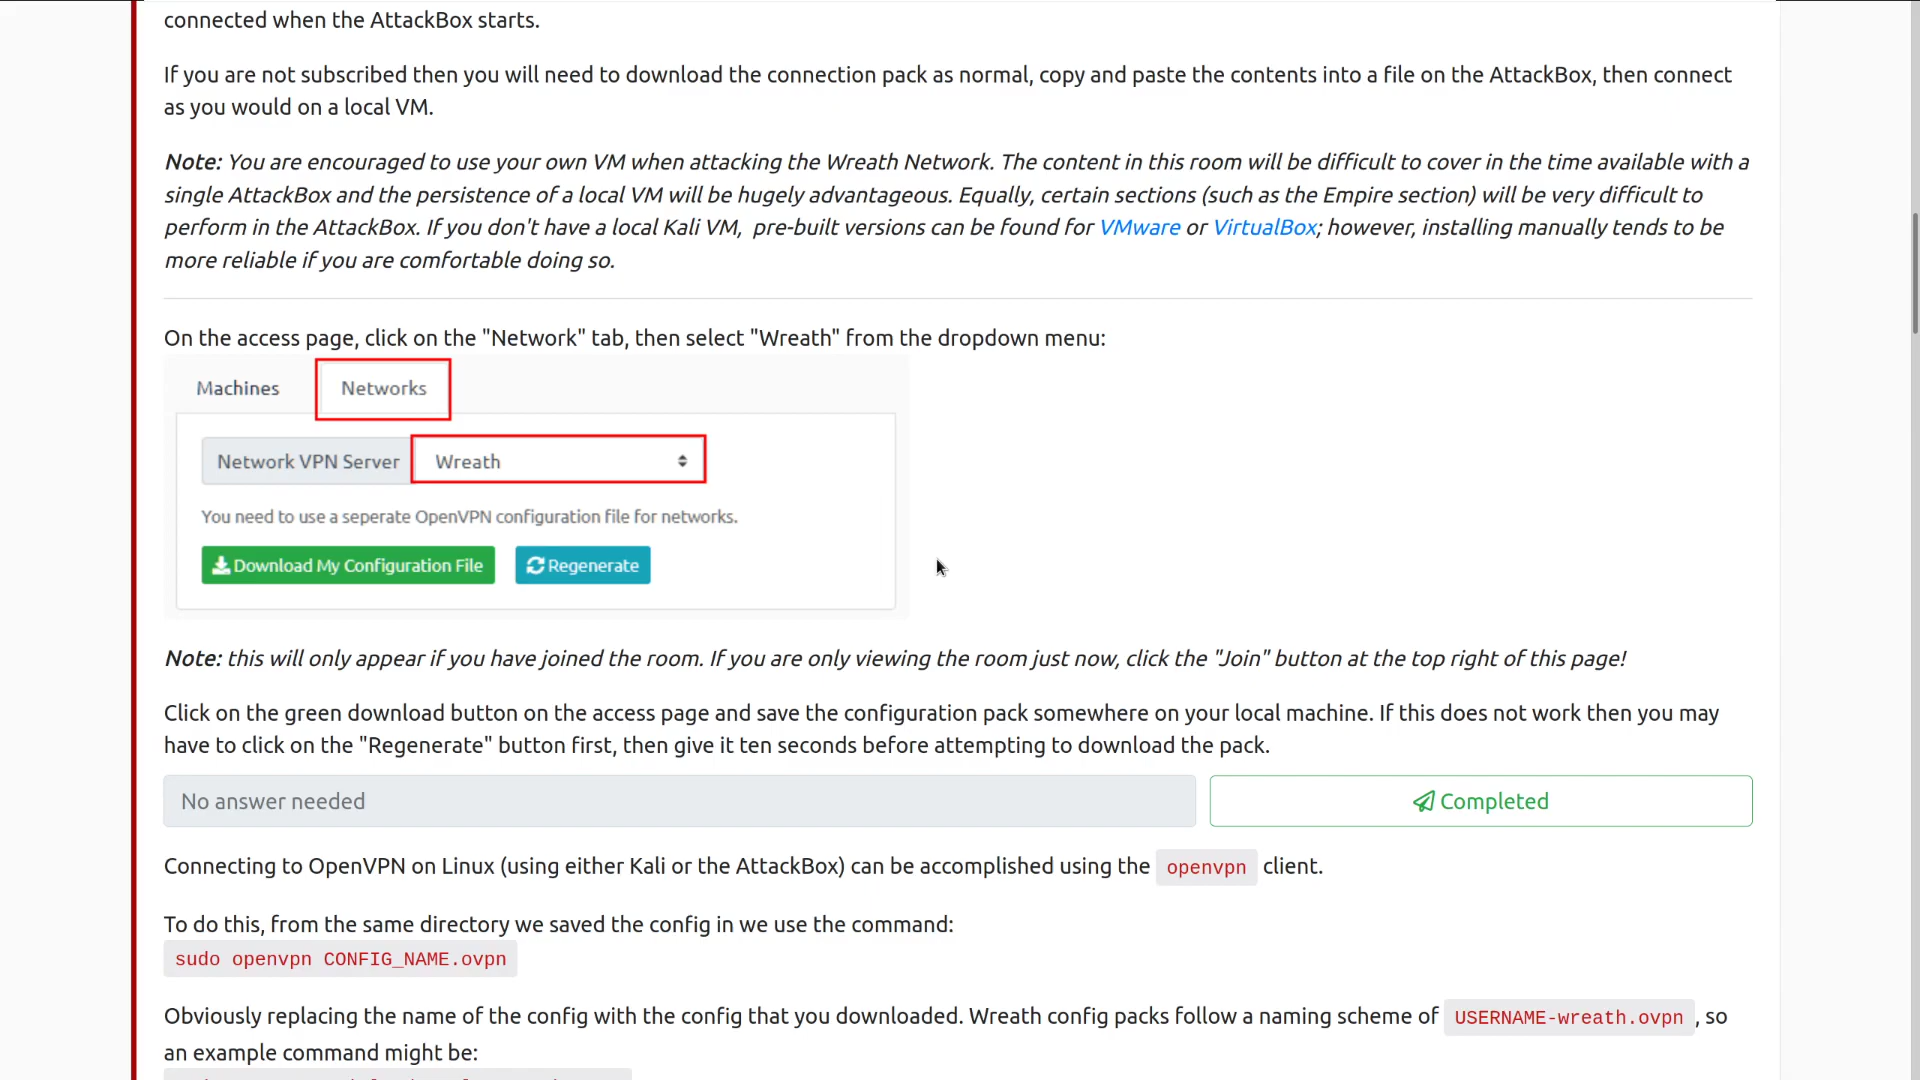 connected when the AttackBox starts.
If you are not subscribed then you will need to download the connection pack as normal, copy and paste the contents into a file on the AttackBox, then connect
as you would on a local VM.
Note: You are encouraged to use your own VM when attacking the Wreath Network. The content in this room will be difficult to cover in the time available with a
single AttackBox and the persistence of a local VM will be hugely advantageous. Equally, certain sections (such as the Empire section) will be very difficult to
perform in the AttackBox. If you don't have a local Kali VM, pre-built versions can be found for VMware or VirtualBox; however, installing manually tends to be
more reliable if you are comfortable doing so.
On the access page, click on the "Network" tab, then select "Wreath" from the dropdown menu:
Machines Networks
Network VPN Server Wreath
You need to use a seperate OpenVPN configuration file for networks.
Download My Configuration File Regenerate
Note: this will only appear if you have joined the room. If you are only viewing the room just now, click the "Join" button at the top right of this page!
Click on the green download button on the access page and save the configuration pack somewhere on your local machine. If this does not work then you may
have to click on the "Regenerate" button first, then give it ten seconds before attempting to download the pack.
No answer needed Completed
Connecting to OpenVPN on Linux (using either Kali or the AttackBox) can be accomplished using the openvpn client.
To do this, from the same directory we saved the config in we use the command:
sudo openvpn CONFIG_NAME.ovpn
Obviously replacing the name of the config with the config that you downloaded. Wreath config packs follow a naming scheme of USERNAME-wreath.ovpn, so
an example command might be: